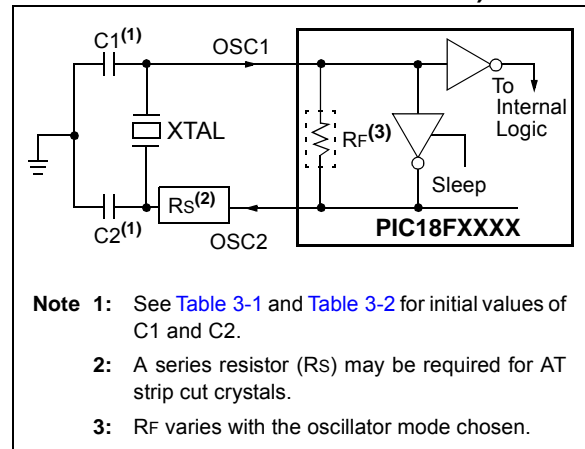 C1(1)
OSC1
To
Internal
Logic
XTAL
RF(3)
Sleep
RS(2)
C2(1)
OSC2
PIC18FXXXX
Note 1: See Table 3-1 and Table 3-2 for initial values of
C1 and C2.
2: A series resistor (RS) may be required for AT
strip cut crystals.
3: RF varies with the oscillator mode chosen.